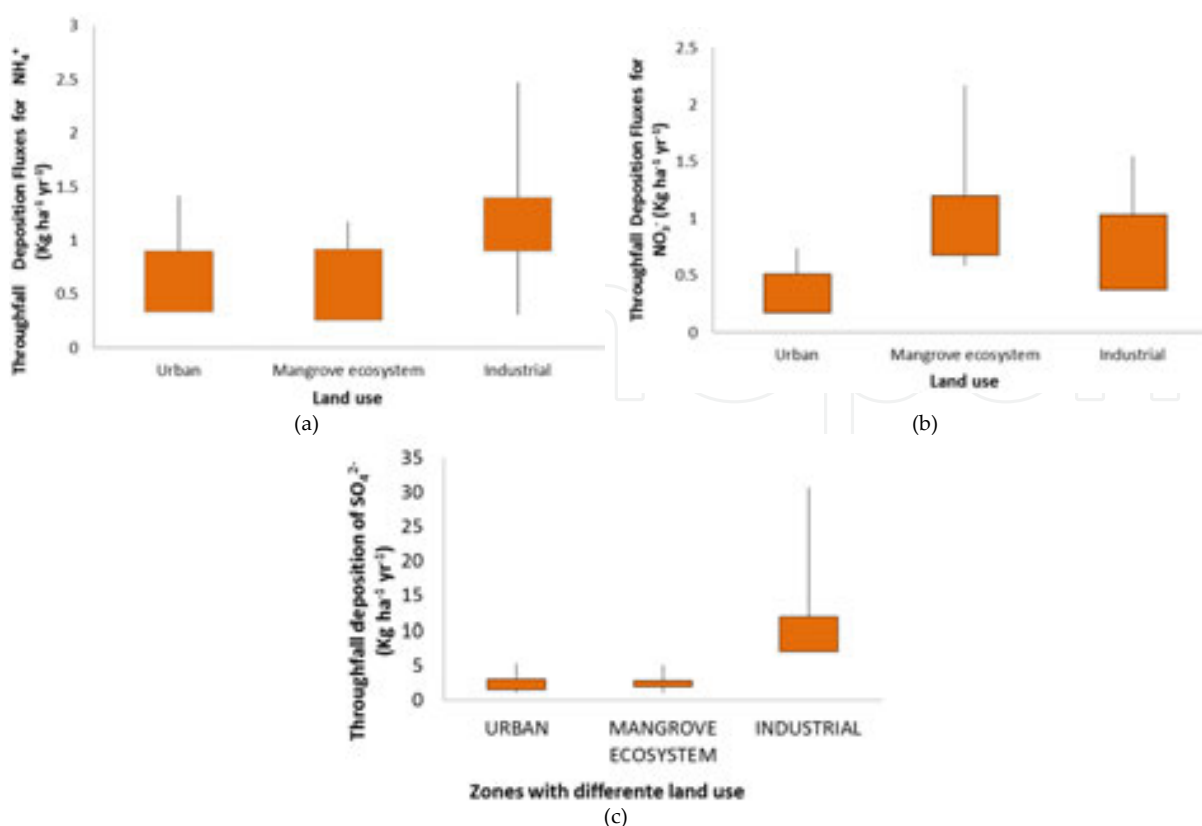 Throughfall Deposition Fluxes for NH₄⁺
(Kg ha⁻¹ yr⁻¹)
3
2.5
2
1.5
1
0.5
0
Urban
Mangrove ecosystem
Industrial
Land use
(a)
Throughfall Deposition Fluxes for
NO₃⁻ (Kg ha⁻¹ yr⁻¹)
2.5
2
1.5
1
0.5
0
Urban
Mangrove ecosystem
Industrial
Land use
(b)
Throughfall deposition of SO₄²⁻
(Kg ha⁻¹ yr⁻¹)
35
30
25
20
15
10
5
0
URBAN
MANGROVE
ECOSYSTEM
INDUSTRIAL
Zones with differente land use
(c)